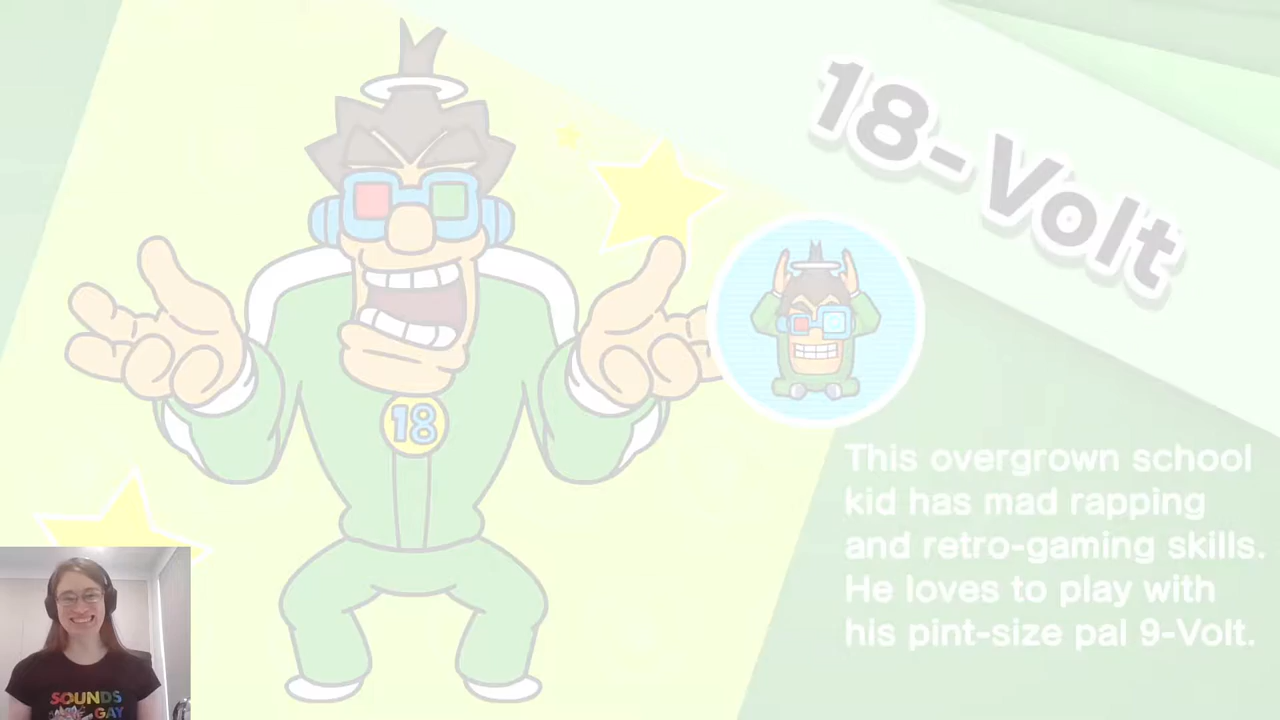 18-Volt
18
This overgrown school
kid has mad rapping
and retro-gaming skills.
He loves to play with
his pint-size pal 9-Volt.
SOUNDS
GAY